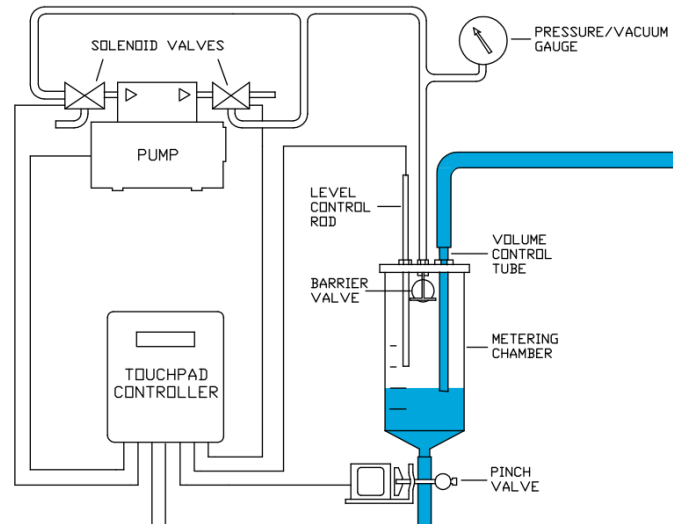 SOLENOID VALVES
PRESSURE/VACUUM
GAUGE
PUMP
LEVEL
CONTROL
ROD
VOLUME
CONTROL
TUBE
BARRIER
VALVE
METERING
CHAMBER
TOUCHPAD
CONTROLLER
PINCH
VALVE